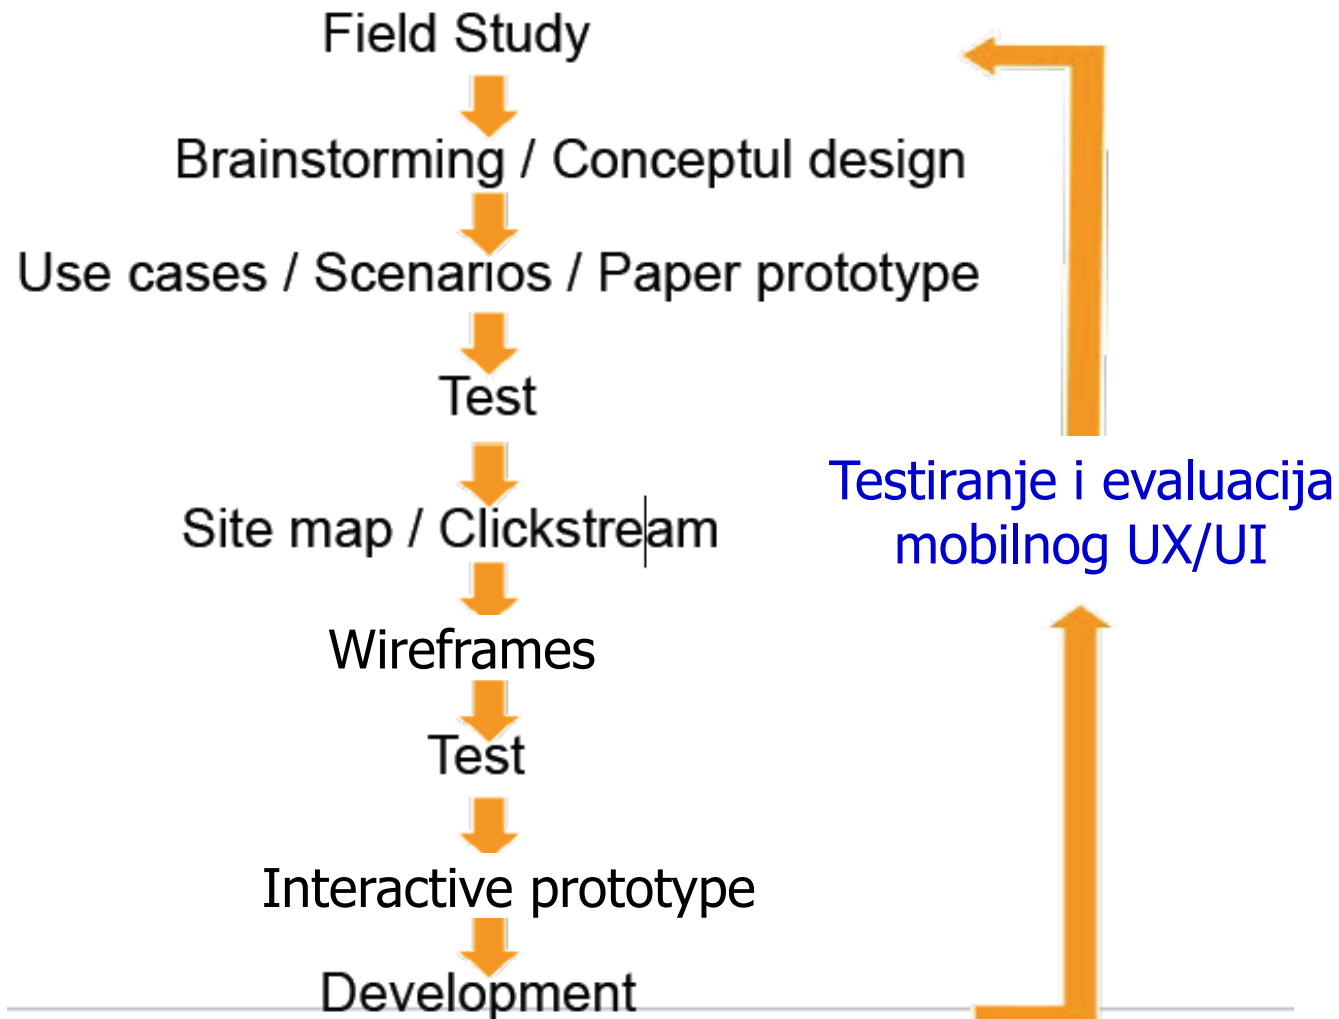 Field Study
Brainstorming / Conceptul design
Use cases / Scenarios / Paper prototype
Test
Site map / Clickstream
Wireframes
Test
Interactive prototype
Development
Testiranje i evaluacija
mobilnog UX/UI